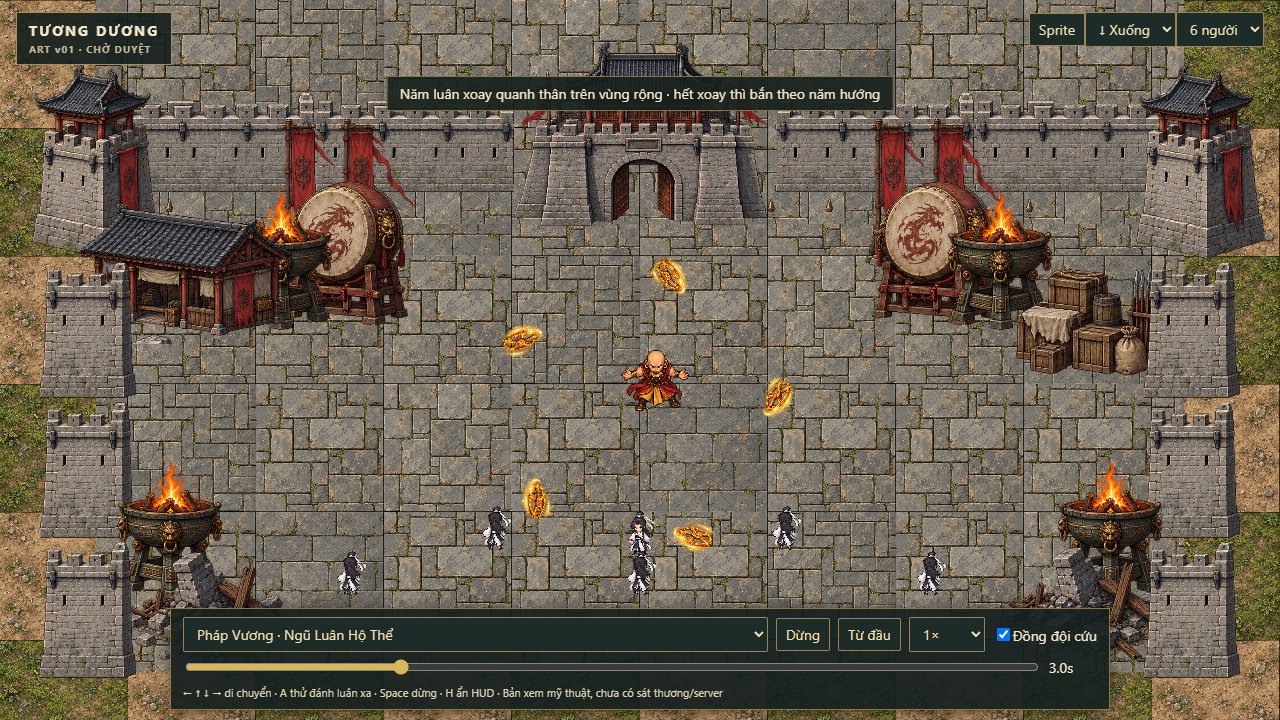 TƯƠNG DƯƠNG
ART v01 · CHỜ DUYỆT
Sprite
↓ Xuống
6 người
Năm luân xoay quanh thân trên vùng rộng · hết xoay thì bắn theo năm hướng
Pháp Vương · Ngũ Luân Hộ Thể
Dừng
Từ đầu
1×
Đồng đội cứu
3.0s
← ↑ ↓ → di chuyển · A thử đánh luân xa · Space dừng · H ẩn HUD · Bản xem mỹ thuật, chưa có sát thương/server